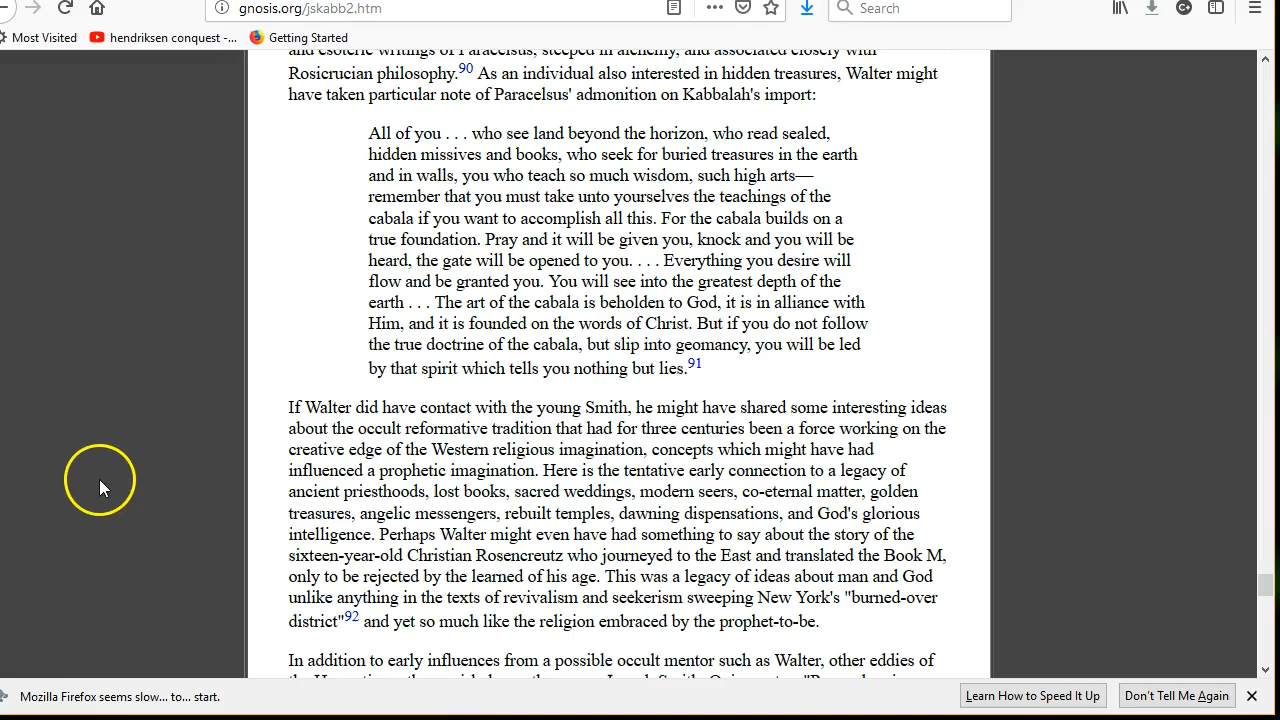 gnosis.org/jskabb2.htm
Search
Most Visited
hendriksen conquest -...
Getting Started
and esoteric writings of Paracelsus, steeped in alchemy, and associated closely with
Rosicrucian philosophy.90 As an individual also interested in hidden treasures, Walter might
have taken particular note of Paracelsus' admonition on Kabbalah's import:
All of you . . . who see land beyond the horizon, who read sealed,
hidden missives and books, who seek for buried treasures in the earth
and in walls, you who teach so much wisdom, such high arts—
remember that you must take unto yourselves the teachings of the
cabala if you want to accomplish all this. For the cabala builds on a
true foundation. Pray and it will be given you, knock and you will be
heard, the gate will be opened to you. . . . Everything you desire will
flow and be granted you. You will see into the greatest depth of the
earth . . . The art of the cabala is beholden to God, it is in alliance with
Him, and it is founded on the words of Christ. But if you do not follow
the true doctrine of the cabala, but slip into geomancy, you will be led
by that spirit which tells you nothing but lies.91
If Walter did have contact with the young Smith, he might have shared some interesting ideas
about the occult reformative tradition that had for three centuries been a force working on the
creative edge of the Western religious imagination, concepts which might have had
influenced a prophetic imagination. Here is the tentative early connection to a legacy of
ancient priesthoods, lost books, sacred weddings, modern seers, co-eternal matter, golden
treasures, angelic messengers, rebuilt temples, dawning dispensations, and God's glorious
intelligence. Perhaps Walter might even have had something to say about the story of the
sixteen-year-old Christian Rosencreutz who journeyed to the East and translated the Book M,
only to be rejected by the learned of his age. This was a legacy of ideas about man and God
unlike anything in the texts of revivalism and seekerism sweeping New York's "burned-over
district"92 and yet so much like the religion embraced by the prophet-to-be.
In addition to early influences from a possible occult mentor such as Walter, other eddies of
Mozilla Firefox seems slow... to... start.
Learn How to Speed It Up
Don't Tell Me Again